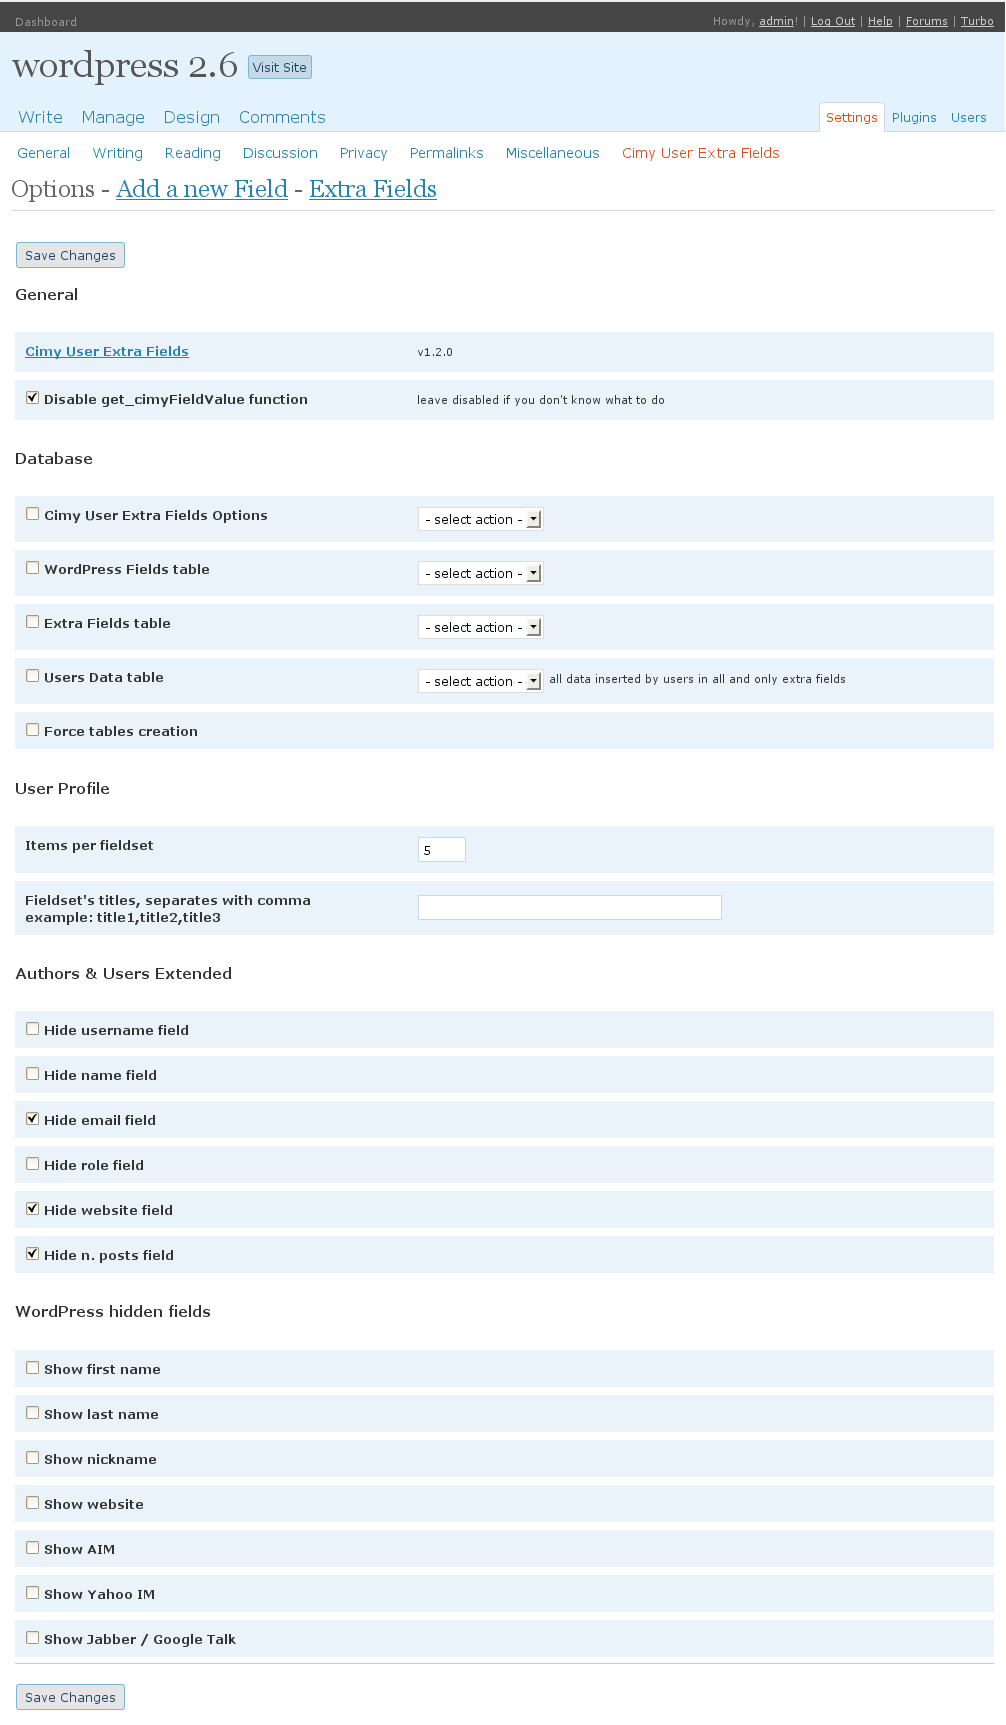 Dashboard Howdy, admin! | Log Out | Help | Forums | Turbo
wordpress 2.6 Visit Site
Write Manage Design Comments Settings Plugins Users
General Writing Reading Discussion Privacy Permalinks Miscellaneous Cimy User Extra Fields
Options - Add a new Field - Extra Fields
Save Changes
General
Cimy User Extra Fields v1.2.0
Disable get_cimyFieldValue function leave disabled if you don't know what to do
Database
Cimy User Extra Fields Options - select action -
WordPress Fields table - select action -
Extra Fields table - select action -
Users Data table - select action - all data inserted by users in all and only extra fields
Force tables creation
User Profile
Items per fieldset 5
Fieldset's titles, separates with comma
example: title1,title2,title3
Authors & Users Extended
Hide username field
Hide name field
Hide email field
Hide role field
Hide website field
Hide n. posts field
WordPress hidden fields
Show first name
Show last name
Show nickname
Show website
Show AIM
Show Yahoo IM
Show Jabber / Google Talk
Save Changes